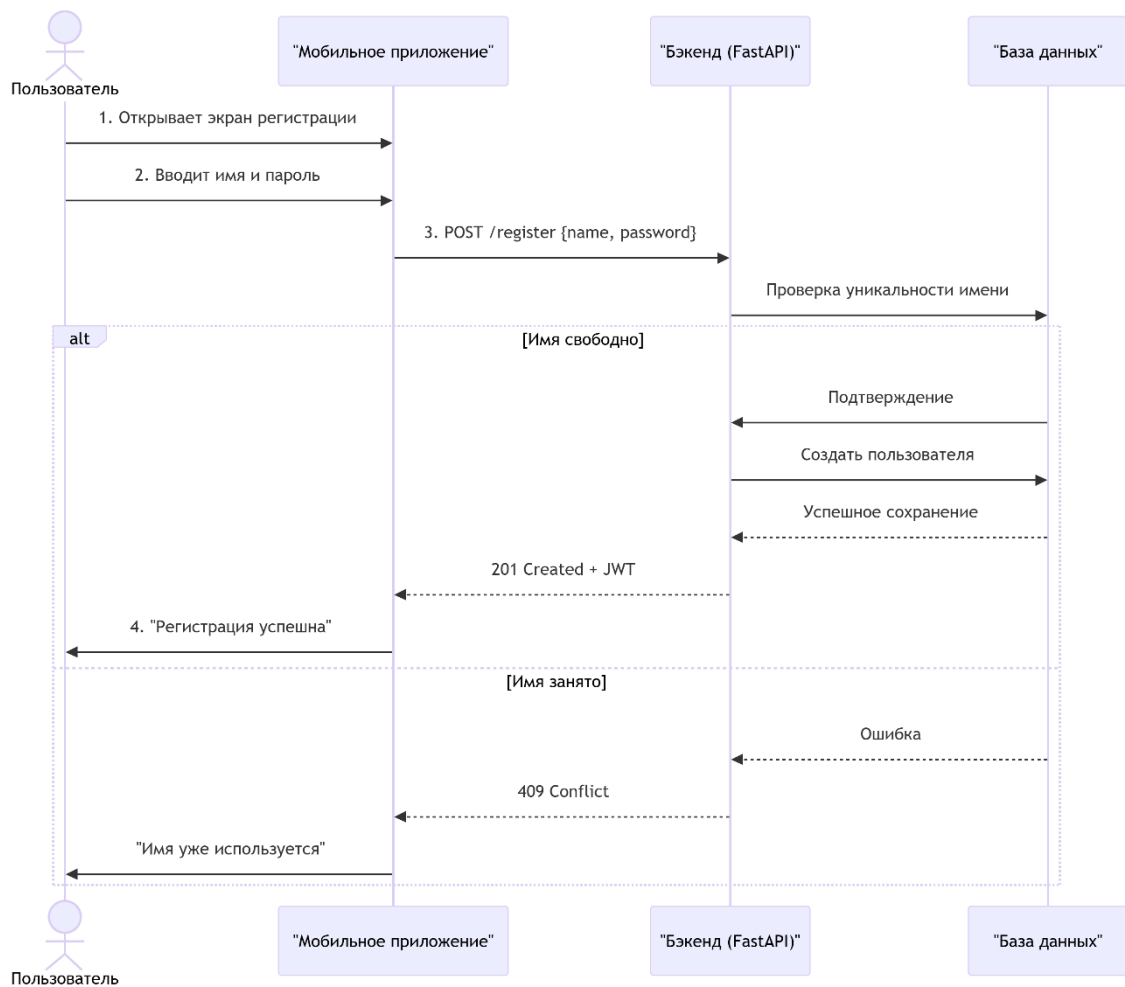 Пользователь
"Мобильное приложение"
"Бэкенд (FastAPI)"
"База данных"
1. Открывает экран регистрации
2. Вводит имя и пароль
3. POST /register {name, password}
Проверка уникальности имени
alt
[Имя свободно]
Подтверждение
Создать пользователя
Успешное сохранение
201 Created + JWT
4. "Регистрация успешна"
[Имя занято]
Ошибка
409 Conflict
"Имя уже используется"
Пользователь
"Мобильное приложение"
"Бэкенд (FastAPI)"
"База данных"